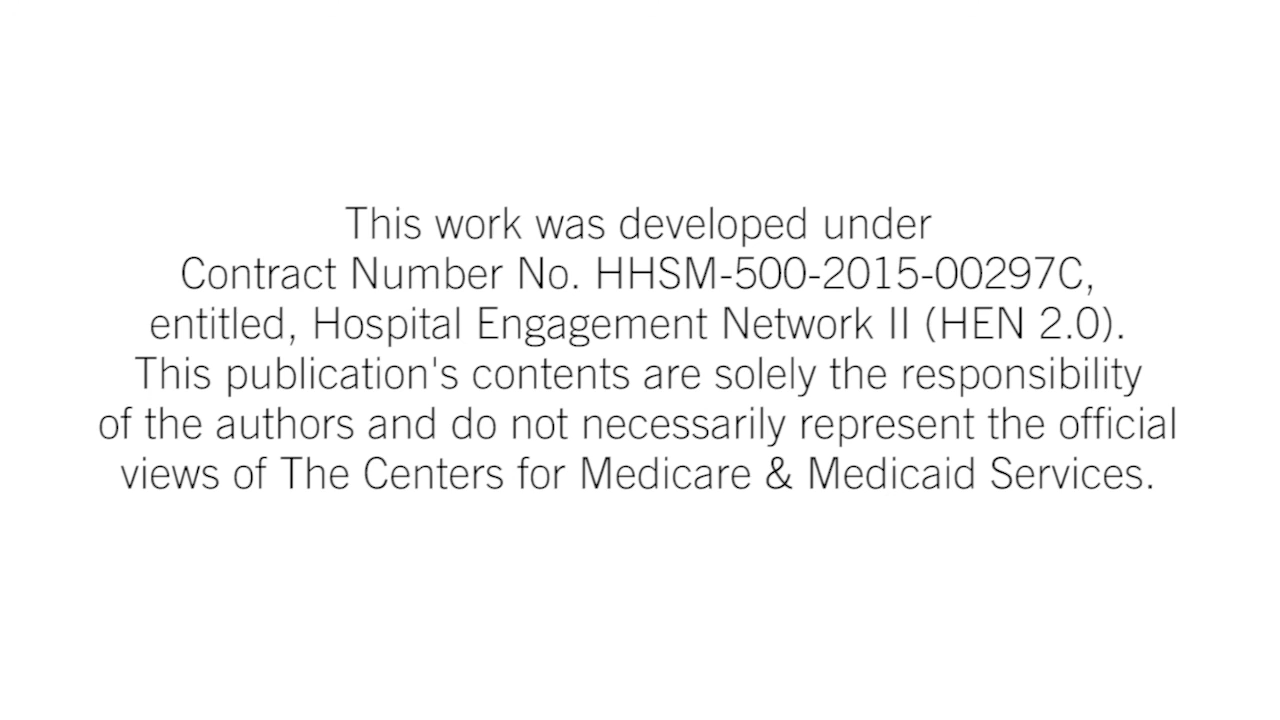 This work was developed under
Contract Number No. HHSM-500-2015-00297C,
entitled, Hospital Engagement Network II (HEN 2.0).
This publication's contents are solely the responsibility
of the authors and do not necessarily represent the official
views of The Centers for Medicare & Medicaid Services.